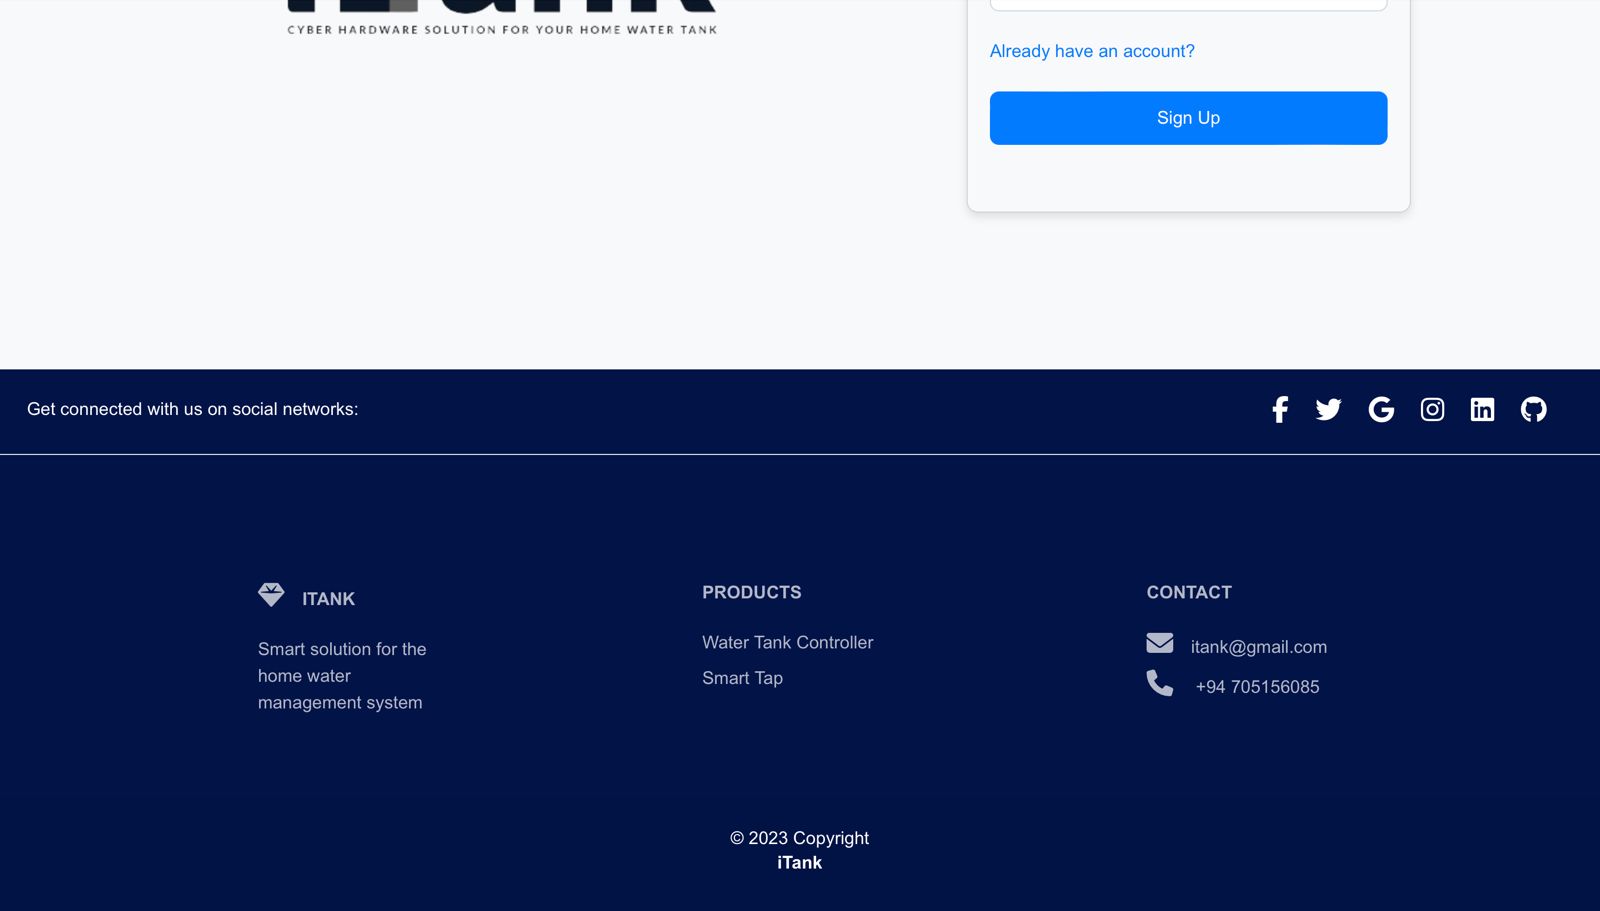 CYBER HARDWARE SOLUTION FOR YOUR HOME WATER TANK
Already have an account?
Sign Up
Get connected with us on social networks:
ITANK
Smart solution for the
home water
management system
PRODUCTS
Water Tank Controller
Smart Tap
CONTACT
itank@gmail.com
+94 705156085
© 2023 Copyright
iTank